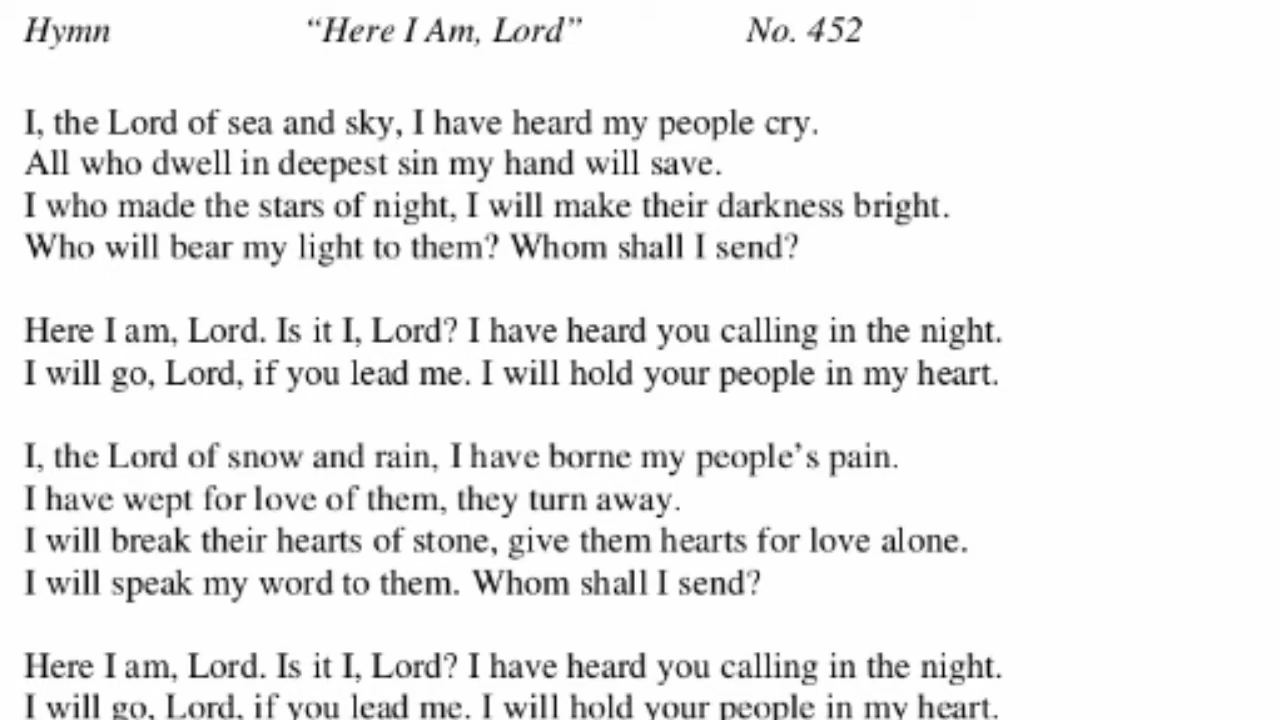 Hymn “Here I Am, Lord” No. 452
I, the Lord of sea and sky, I have heard my people cry.
All who dwell in deepest sin my hand will save.
I who made the stars of night, I will make their darkness bright.
Who will bear my light to them? Whom shall I send?
Here I am, Lord. Is it I, Lord? I have heard you calling in the night.
I will go, Lord, if you lead me. I will hold your people in my heart.
I, the Lord of snow and rain, I have borne my people’s pain.
I have wept for love of them, they turn away.
I will break their hearts of stone, give them hearts for love alone.
I will speak my word to them. Whom shall I send?
Here I am, Lord. Is it I, Lord? I have heard you calling in the night.
I will go, Lord, if you lead me. I will hold your people in my heart.